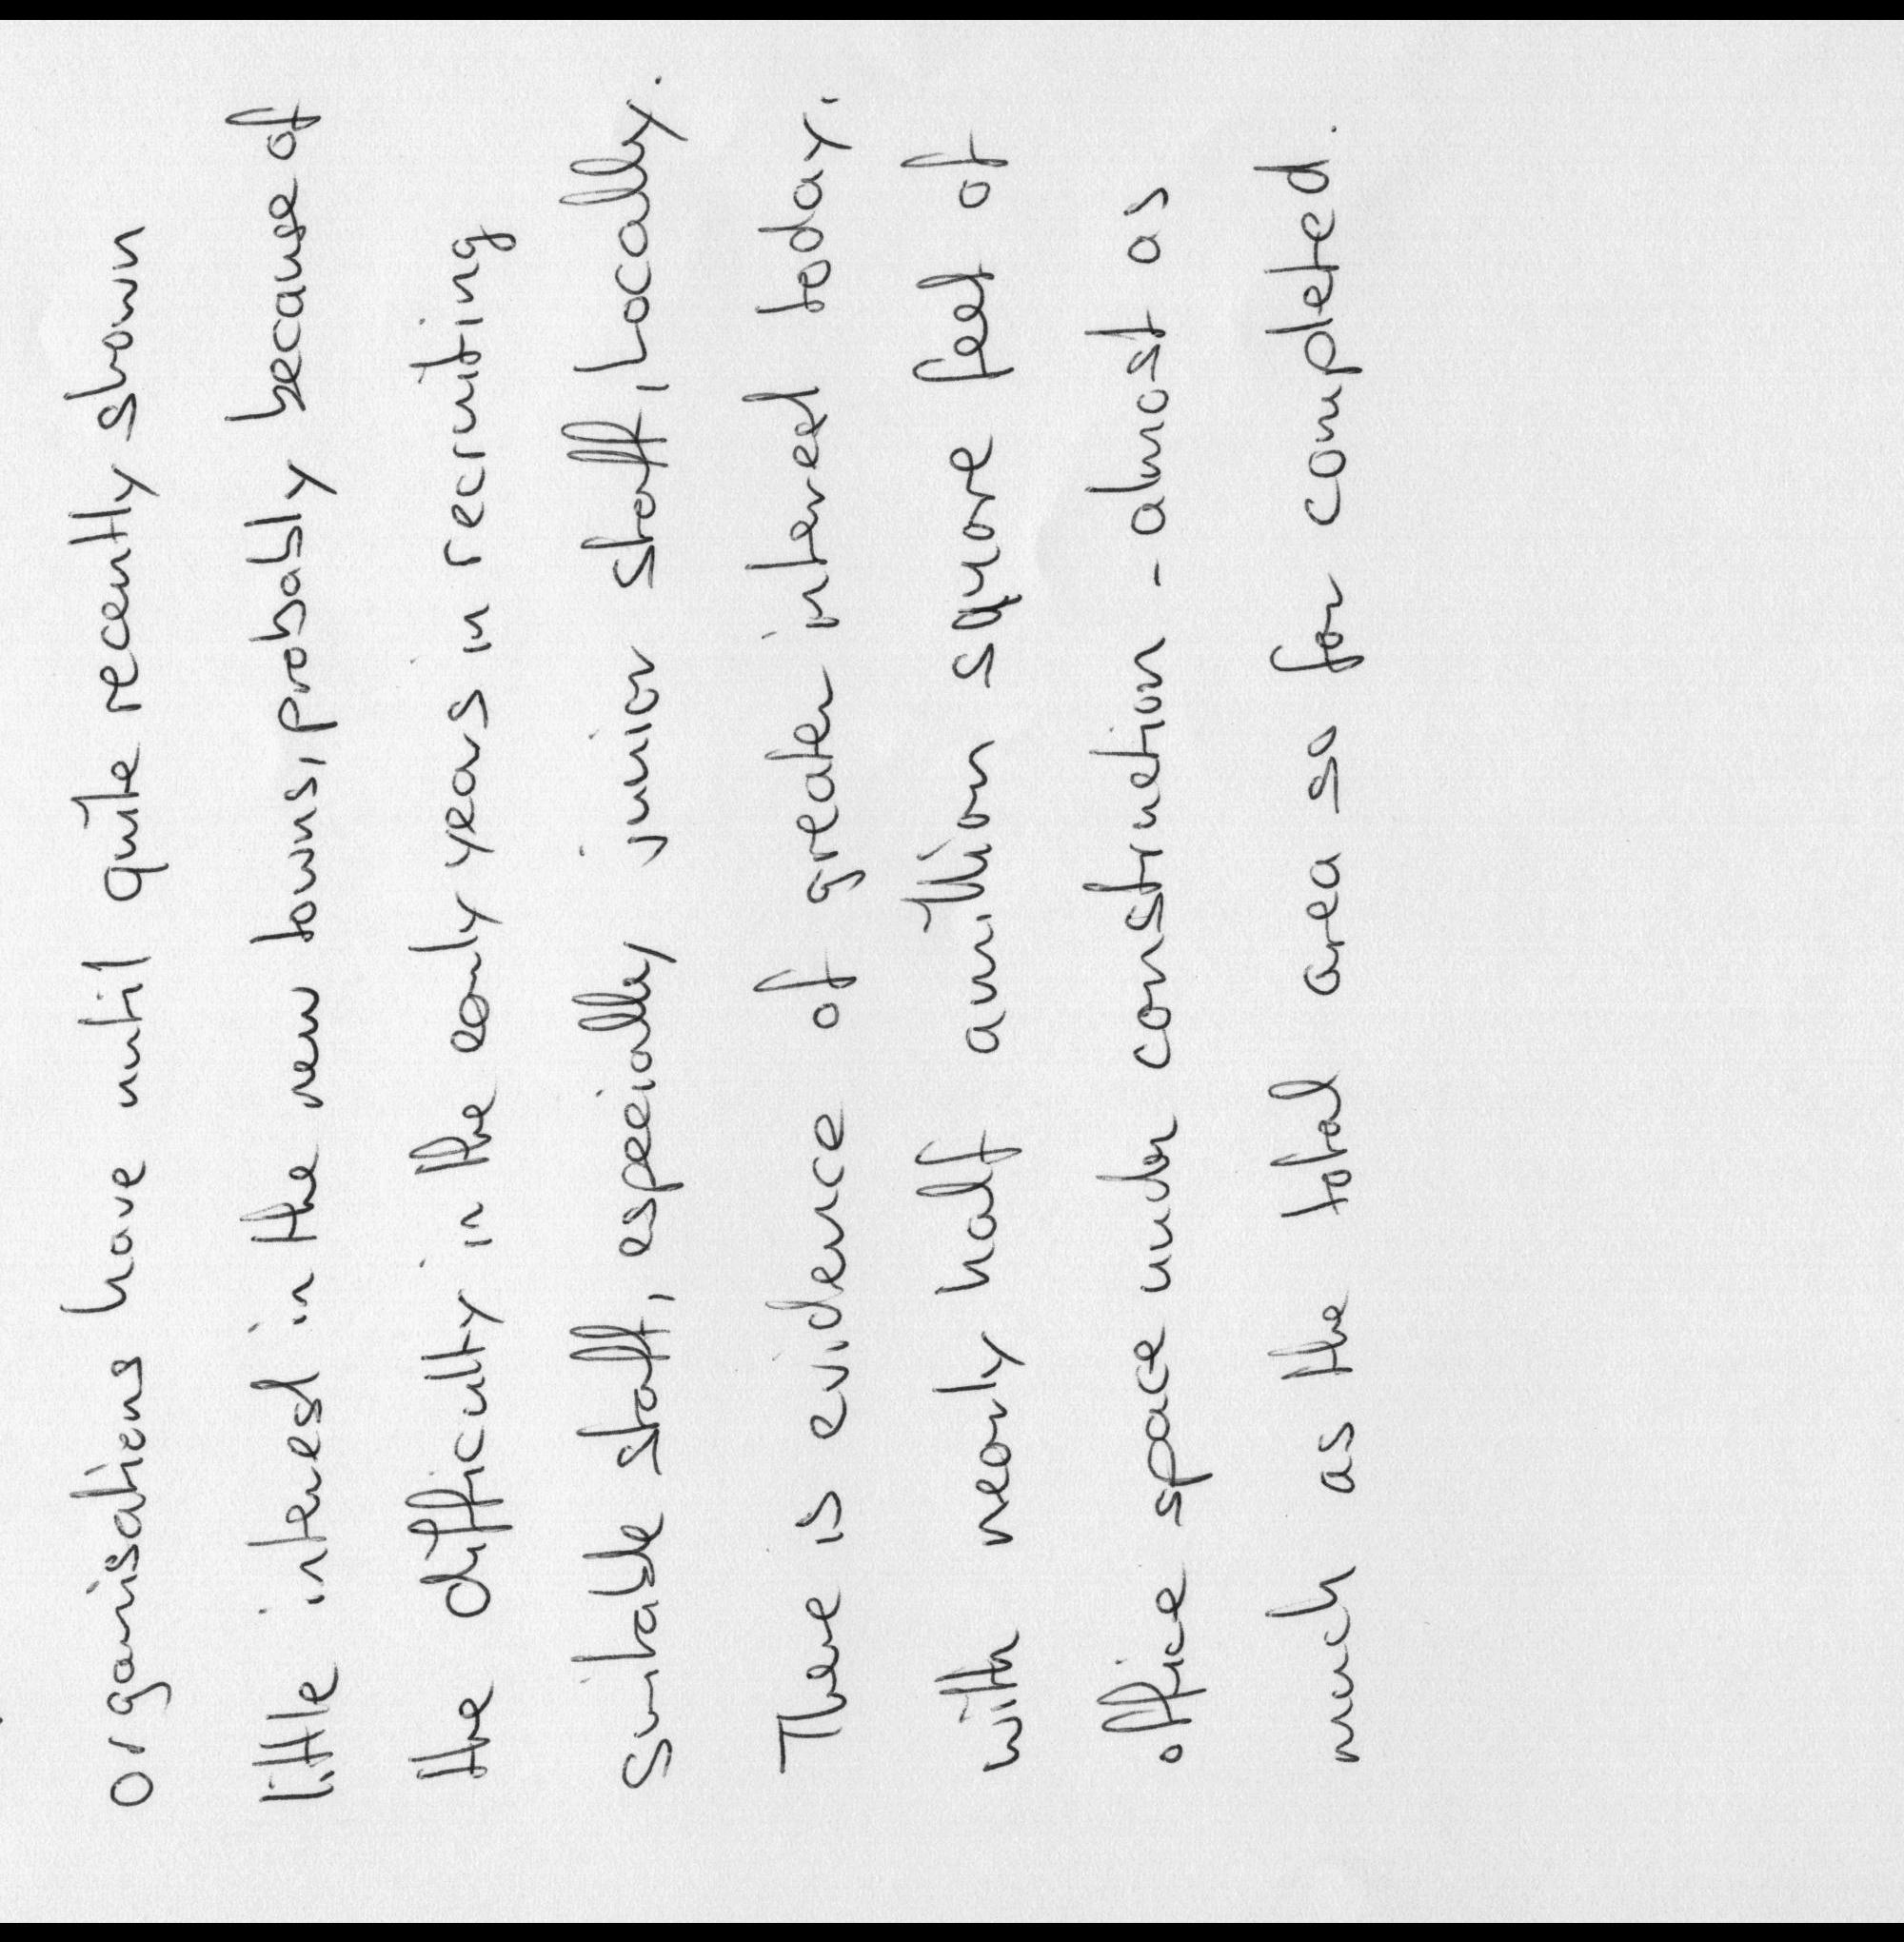 organisations have until quite recently shown
little interest in the new towns, probably because of
the difficulty in the early years in recruiting
suitable staff, especially junior staff, locally.
There is evidence of greater interest today.
with nearly half a million square feet of
office space under construction - almost as
much as the total area so far completed.